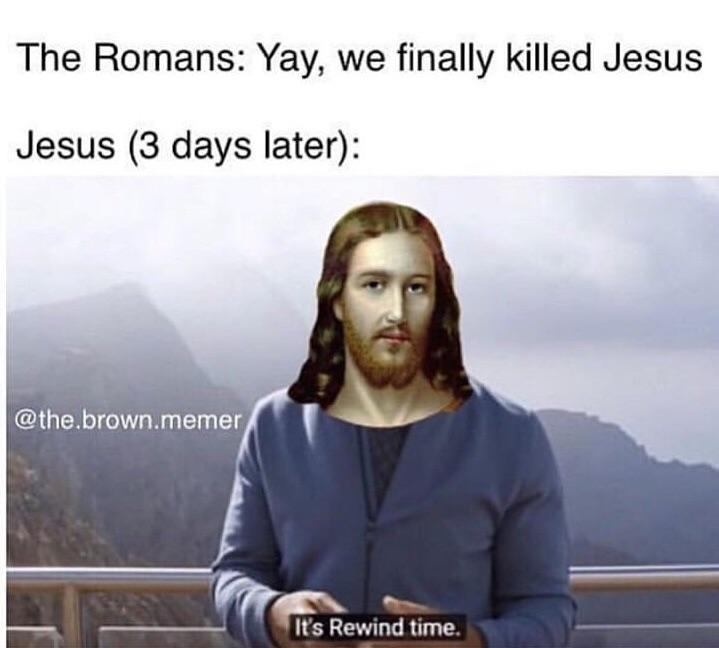 The Romans: Yay, we finally killed Jesus
Jesus (3 days later):
@the.brown.memer
It's Rewind time.